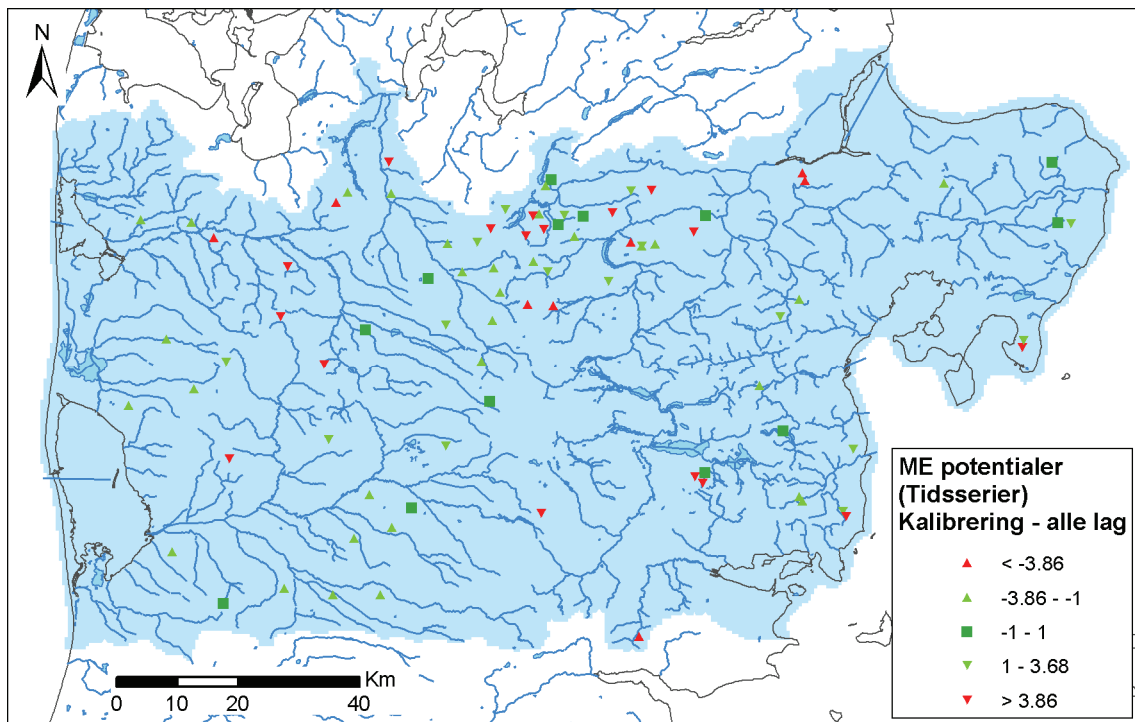 N
ME potentialer
(Tidsserier)
Kalibrering - alle lag
< -3.86
-3.86 - -1
-1 - 1
1 - 3.68
> 3.86
Km
0 10 20 40